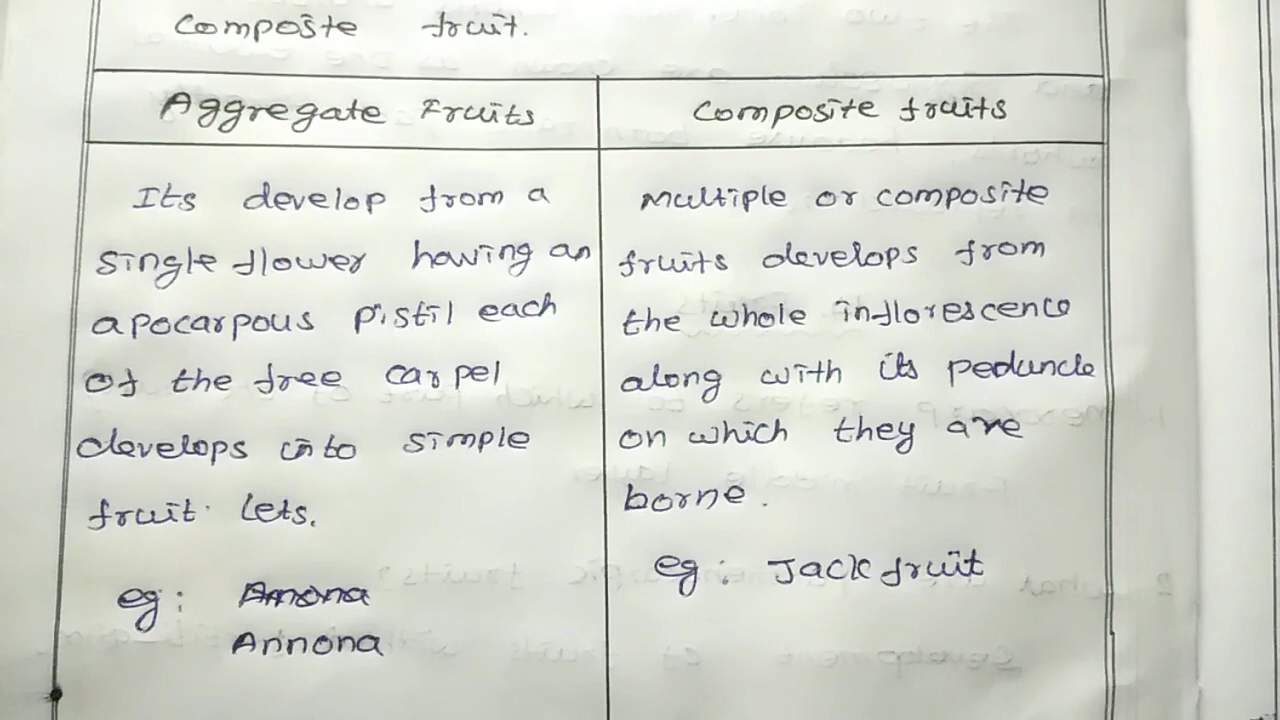 Composite fruit.
Aggregate Fruits
Composite fruits
Its develop from a
single flower having an
apocarpous pistil each
of the free carpel
develops into simple
fruit lets.
eg: Annona
Multiple or composite
fruits develops from
the whole inflorescence
along with its peduncle
on which they are
borne.
eg: Jack fruit